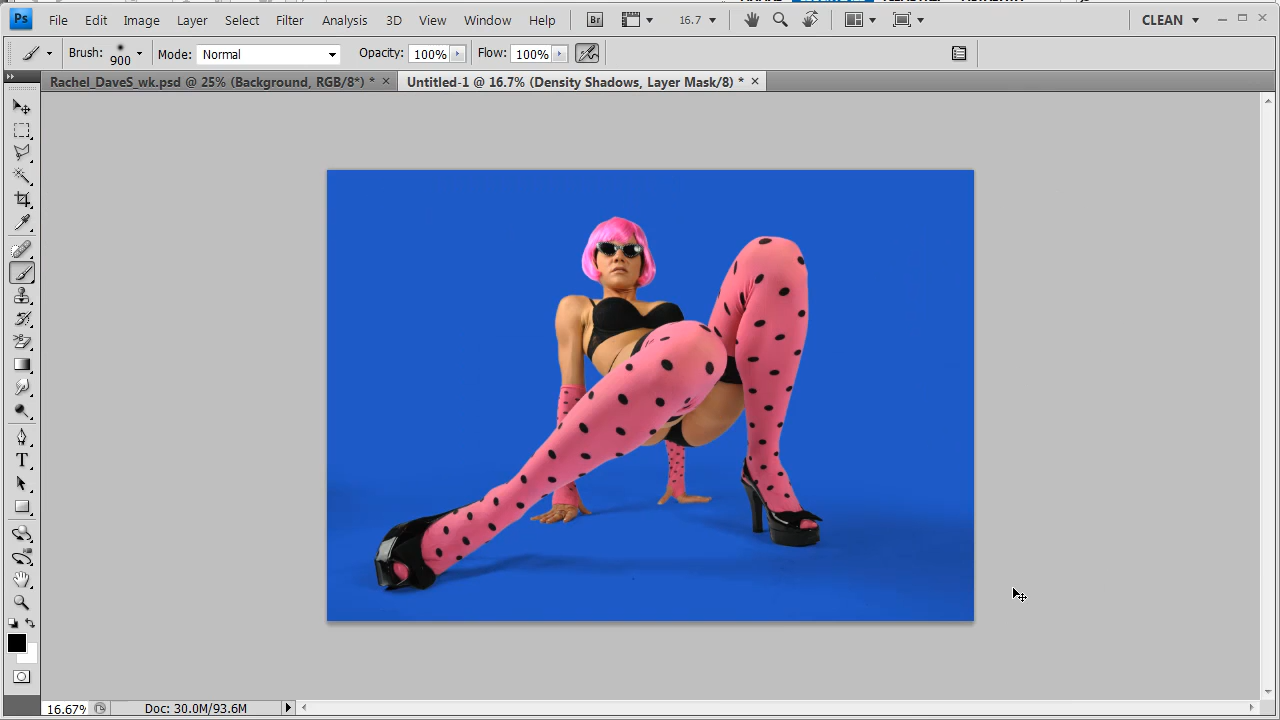 Ps File Edit Image Layer Select Filter Analysis 3D View Window Help Br 16.7 CLEAN
Brush: 900 Mode: Normal Opacity: 100% Flow: 100%
Rachel_DaveS_wk.psd @ 25% (Background, RGB/8*) * × Untitled-1 @ 16.7% (Density Shadows, Layer Mask/8) * ×
T
16.67% Doc: 30.0M/93.6M